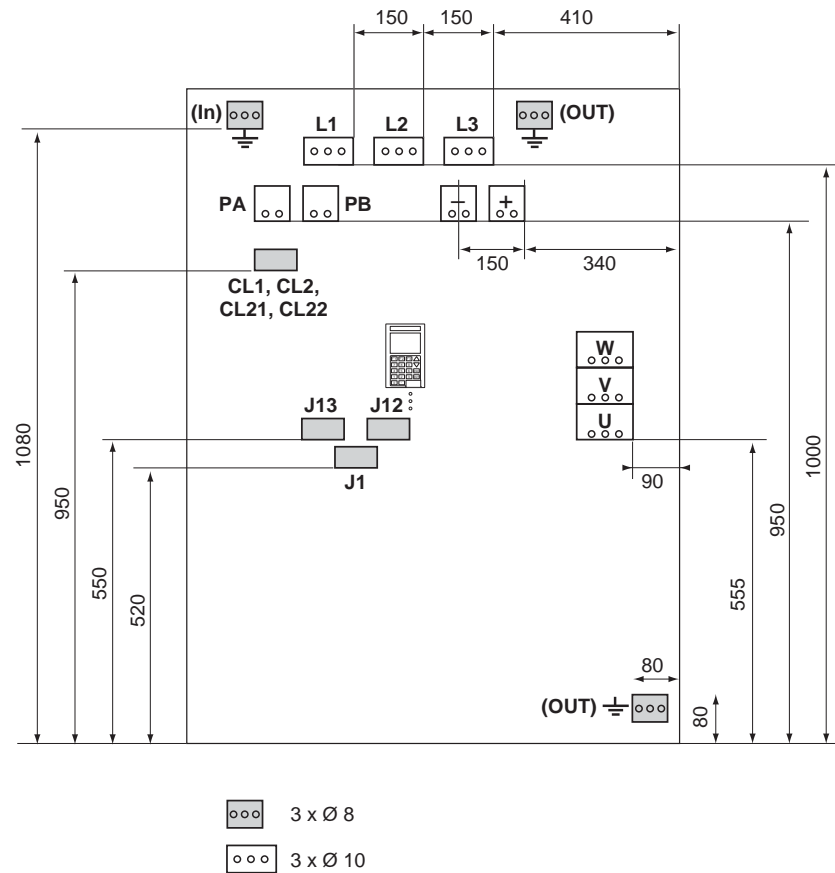 150 150 410
(In) (OUT)
L1 L2 L3
PA PB − +
150 340
CL1, CL2,
CL21, CL22
W
V
U
J13 J12
J1
90
1080
950
550
520
1000
950
555
80
(OUT)
80
3 x Ø 8
3 x Ø 10